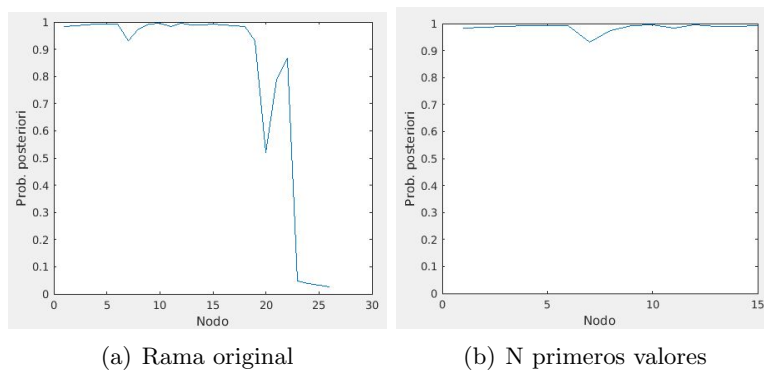 1
0.9
0.8
0.7
0.6
0.5
0.4
0.3
0.2
0.1
0
Prob. posteriori
0 5 10 15 20 25 30
Nodo
(a) Rama original
1
0.9
0.8
0.7
0.6
0.5
0.4
0.3
0.2
0.1
0
Prob. posteriori
0 5 10 15
Nodo
(b) N primeros valores